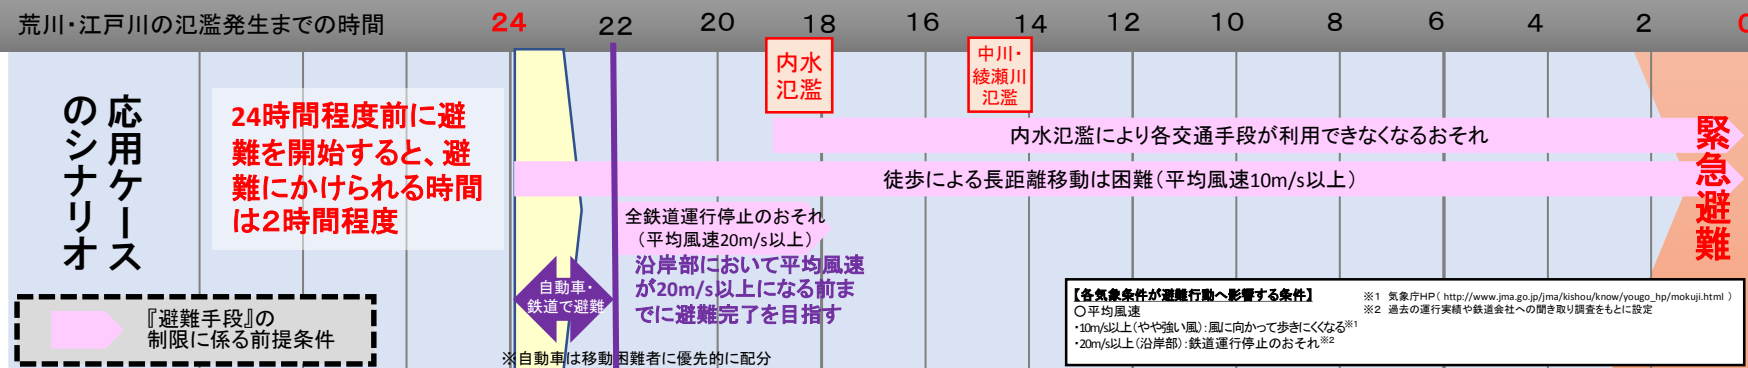 荒川・江戸川の氾濫発生までの時間
24 22 20 18 16 14 12 10 8 6 4 2 0
応用ケース
のシナリオ
24時間程度前に避
難を開始すると、避
難にかけられる時間
は2時間程度
内水
氾濫
中川・
綾瀬川
氾濫
内水氾濫により各交通手段が利用できなくなるおそれ
徒歩による長距離移動は困難(平均風速10m/s以上)
全鉄道運行停止のおそれ
(平均風速20m/s以上)
緊急避難
自動車・
鉄道で避難
沿岸部において平均風速
が20m/s以上になる前ま
でに避難完了を目指す
※自動車は移動困難者に優先的に配分
『避難手段』の
制限に係る前提条件
【各気象条件が避難行動へ影響する条件】
〇平均風速
・10m/s以上(やや強い風):風に向かって歩きにくくなる※1
・20m/s以上(沿岸部):鉄道運行停止のおそれ※2
※1 気象庁HP( http://www.jma.go.jp/jma/kishou/know/yougo_hp/mokuji.html )
※2 過去の運行実績や鉄道会社への聞き取り調査をもとに設定